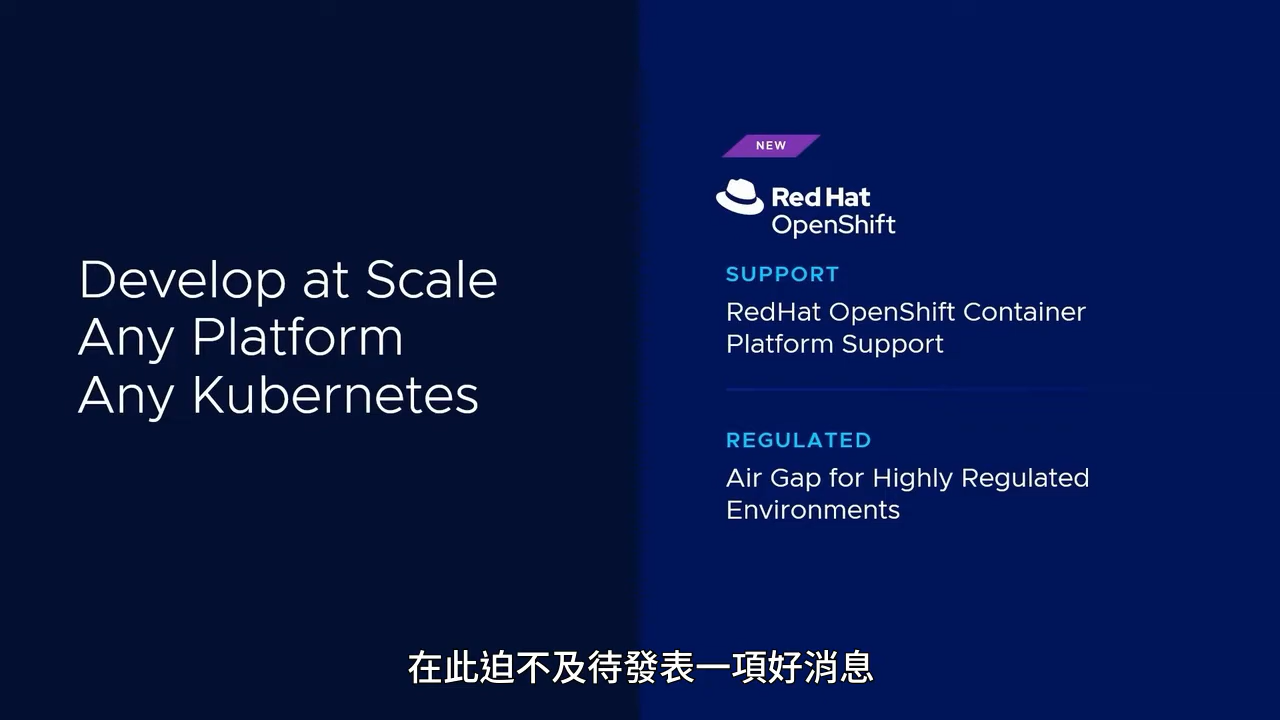 Develop at Scale
Any Platform
Any Kubernetes
NEW
Red Hat
OpenShift
SUPPORT
RedHat OpenShift Container
Platform Support
REGULATED
Air Gap for Highly Regulated
Environments
在此迫不及待發表一項好消息